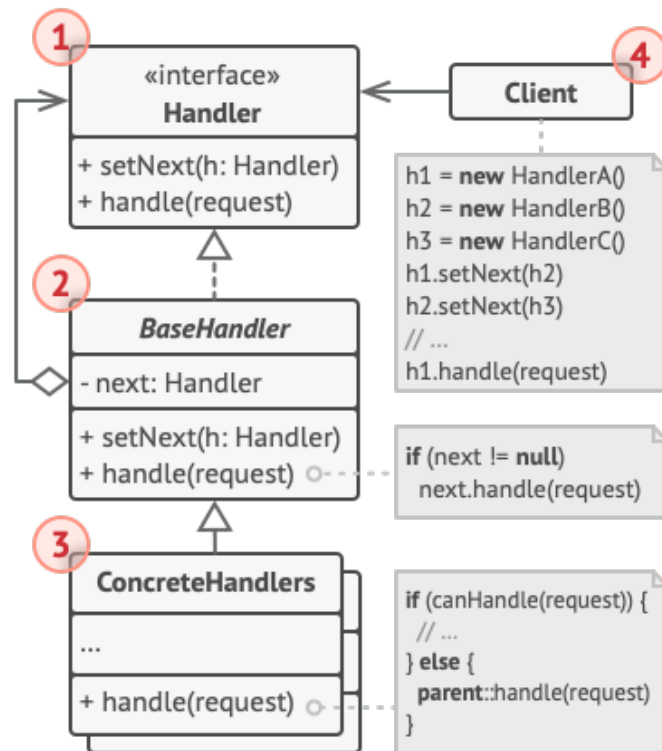 1
«interface»
Handler
+ setNext(h: Handler)
+ handle(request)
2
BaseHandler
- next: Handler
+ setNext(h: Handler)
+ handle(request)
3
ConcreteHandlers
...
+ handle(request)
4
Client
h1 = new HandlerA()
h2 = new HandlerB()
h3 = new HandlerC()
h1.setNext(h2)
h2.setNext(h3)
// ...
h1.handle(request)
if (next != null)
next.handle(request)
if (canHandle(request)) {
// ...
} else {
parent::handle(request)
}